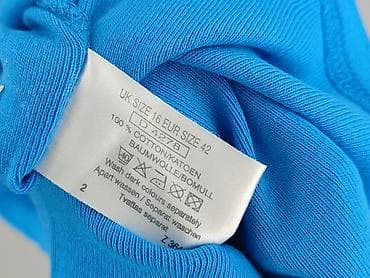 UK SIZE 16 EUR SIZE 42
D 4278
100 % COTTON/KATOEN
BAUMWOLLE/BOMULL
Wash dark colours separately
Apart wassen / Separat waschen
Tvättas separat
2